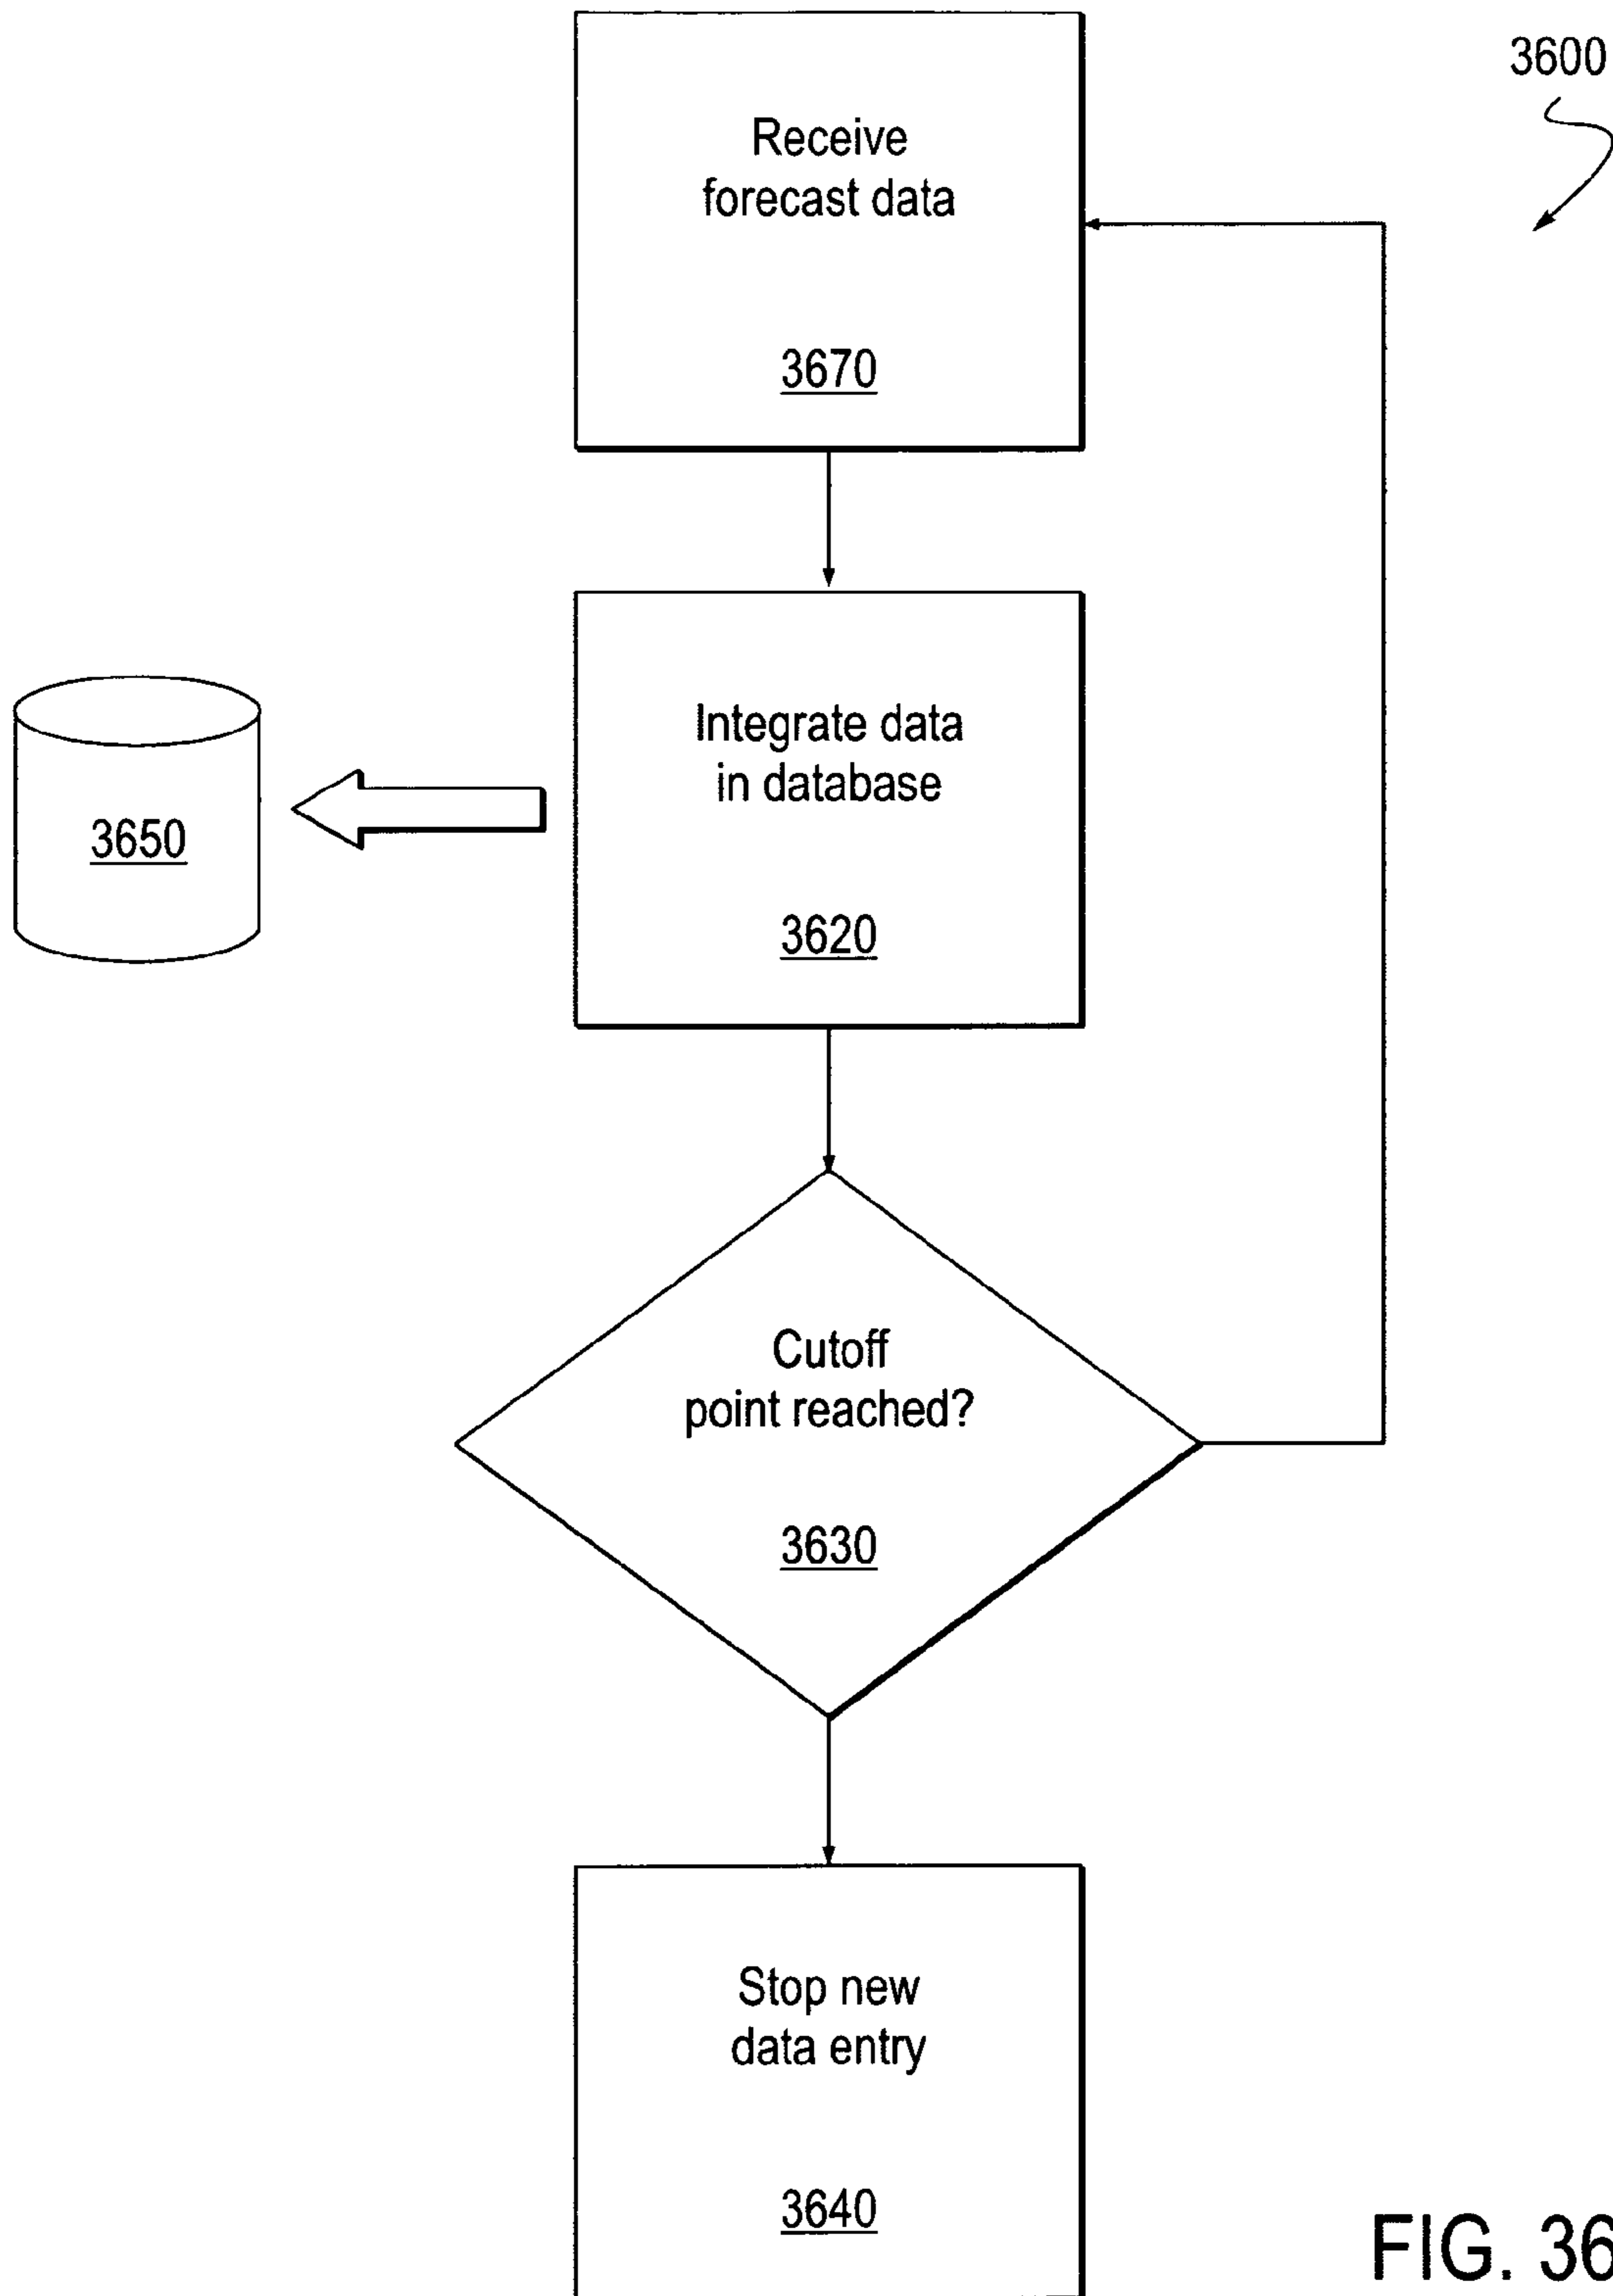 3600
Receive
forecast data
3670
Integrate data
in database
3620
3650
Cutoff
point reached?
3630
Stop new
data entry
3640
FIG. 36